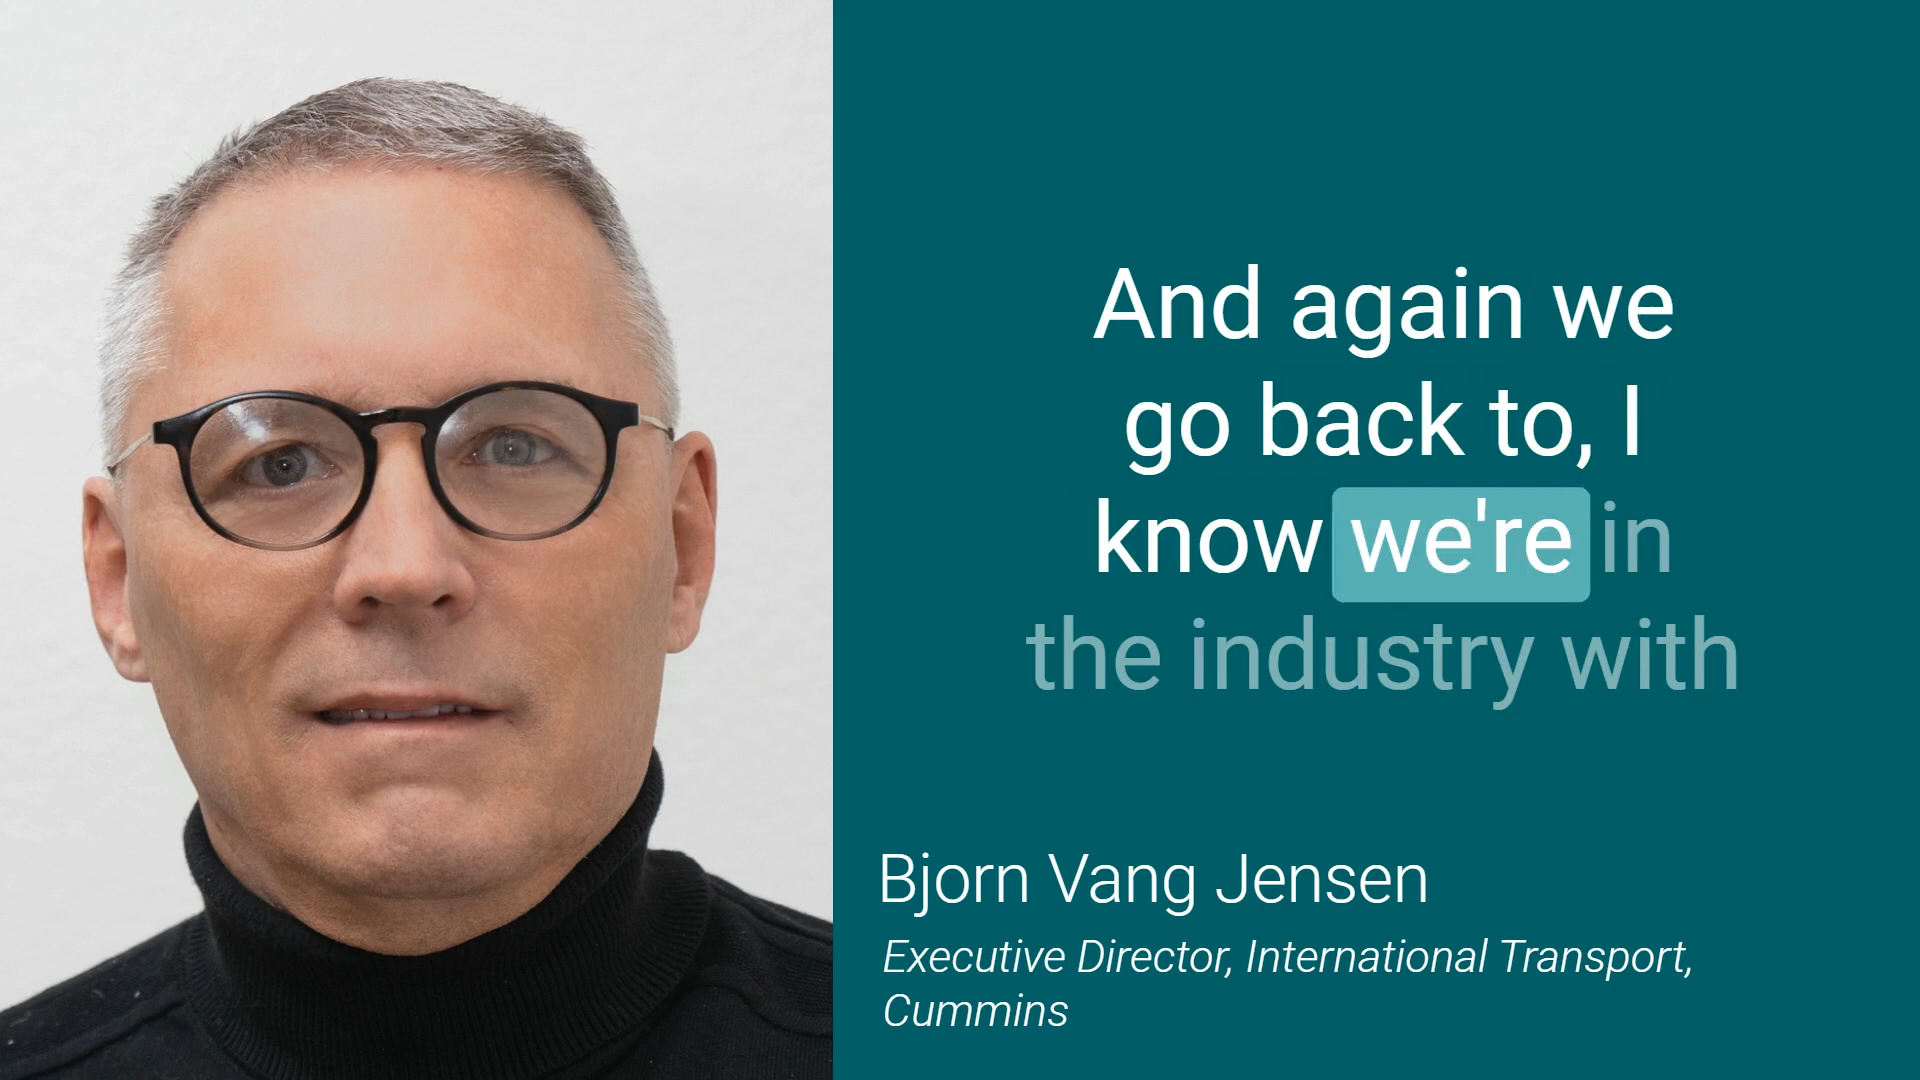 And again we
go back to, I
know we're in
the industry with
Bjorn Vang Jensen
Executive Director, International Transport,
Cummins